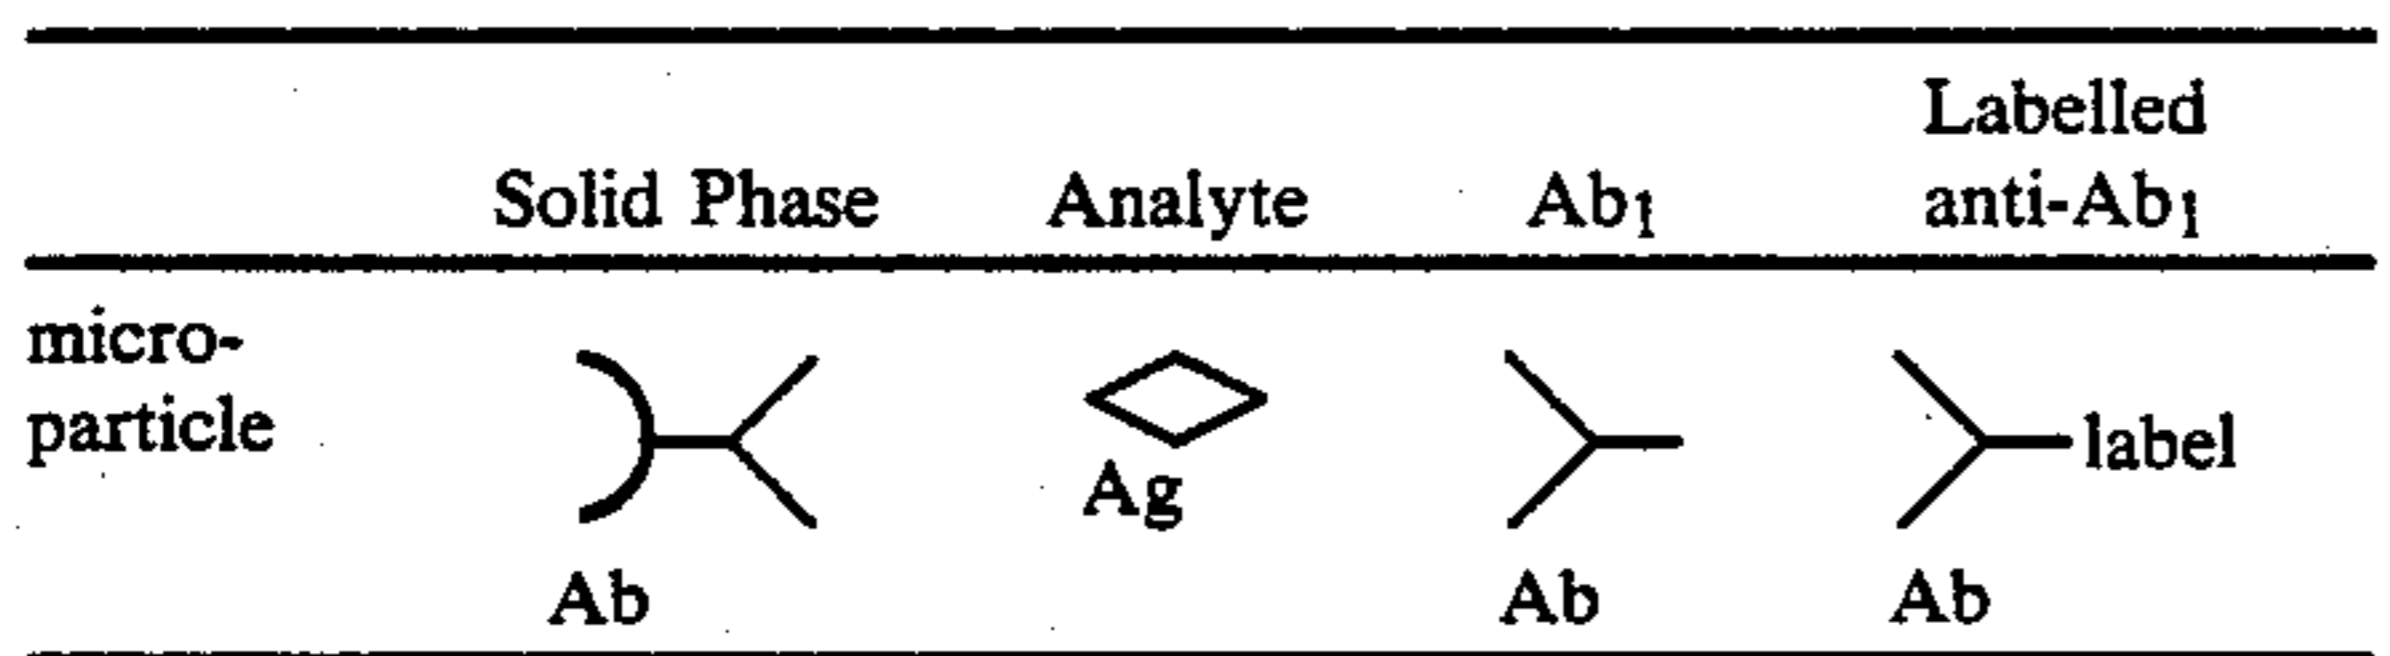 Labelled
Solid Phase Analyte Ab₁ anti-Ab₁
micro-
particle label
Ag
Ab Ab Ab